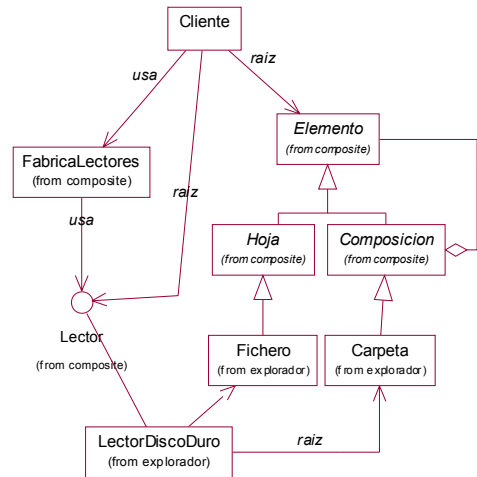 Cliente
usa
raiz
raiz
Elemento
(from composite)
FabricaLectores
(from composite)
usa
Hoja
(from composite)
Composicion
(from composite)
Lector
(from composite)
Fichero
(from explorador)
Carpeta
(from explorador)
LectorDiscoDuro
(from explorador)
raiz